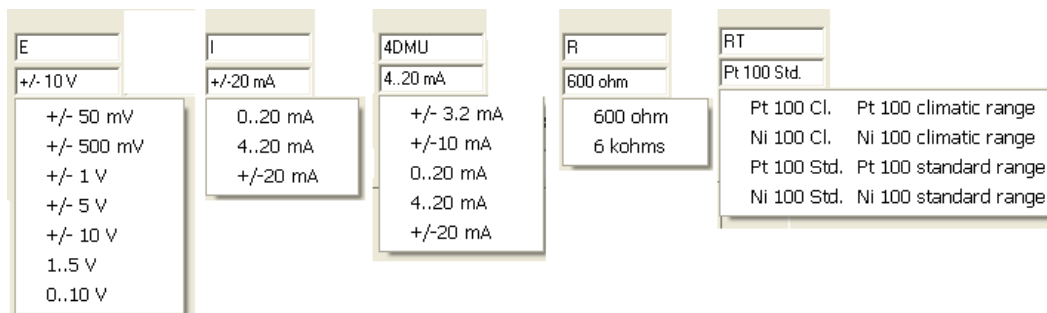 E
+/- 10 V
+/- 50 mV
+/- 500 mV
+/- 1 V
+/- 5 V
+/- 10 V
1..5 V
0..10 V
I
+/-20 mA
0..20 mA
4..20 mA
+/-20 mA
4DMU
4..20 mA
+/- 3.2 mA
+/-10 mA
0..20 mA
4..20 mA
+/-20 mA
R
600 ohm
600 ohm
6 kohms
RT
Pt 100 Std.
Pt 100 Cl. Pt 100 climatic range
Ni 100 Cl. Ni 100 climatic range
Pt 100 Std. Pt 100 standard range
Ni 100 Std. Ni 100 standard range